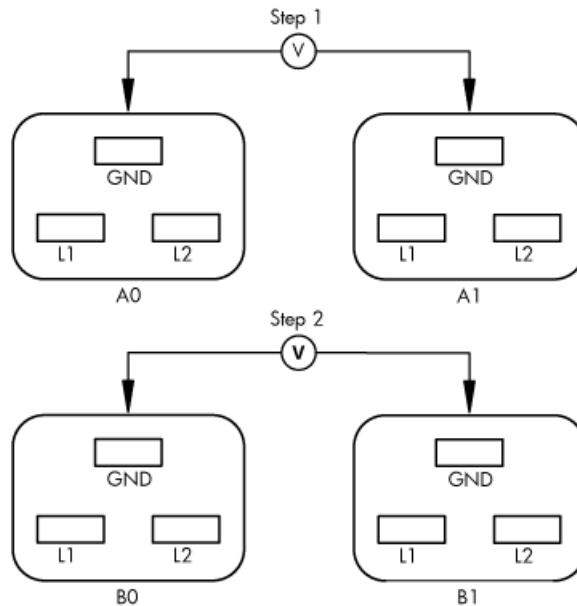 Step 1
V
GND
GND
L1 L2
L1 L2
A0
A1
Step 2
V
GND
GND
L1 L2
L1 L2
B0
B1